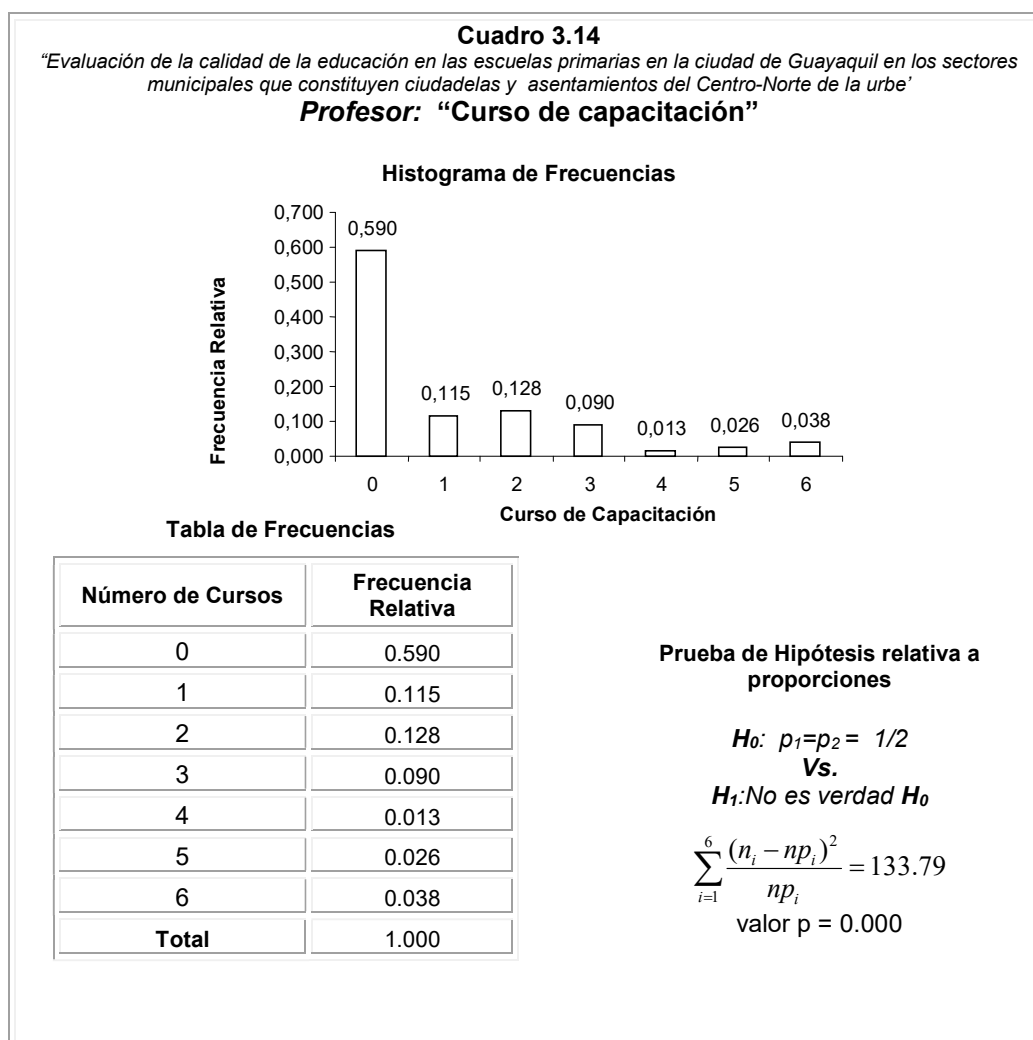 Cuadro 3.14
“Evaluación de la calidad de la educación en las escuelas primarias en la ciudad de Guayaquil en los sectores
municipales que constituyen ciudadelas y asentamientos del Centro-Norte de la urbe’
Profesor: “Curso de capacitación”
Histograma de Frecuencias
Frecuencia Relativa
0,700
0,600
0,500
0,400
0,300
0,200
0,100
0,000
0,590
0,115
0,128
0,090
0,013
0,026
0,038
0 1 2 3 4 5 6
Curso de Capacitación
Tabla de Frecuencias
Número de Cursos Frecuencia Relativa
0 0.590
1 0.115
2 0.128
3 0.090
4 0.013
5 0.026
6 0.038
Total 1.000
Prueba de Hipótesis relativa a
proporciones
H₀: p₁=p₂ = 1/2
Vs.
H₁:No es verdad H₀
∑_{i=1}^{6} (n_i − np_i)² / np_i = 133.79
valor p = 0.000